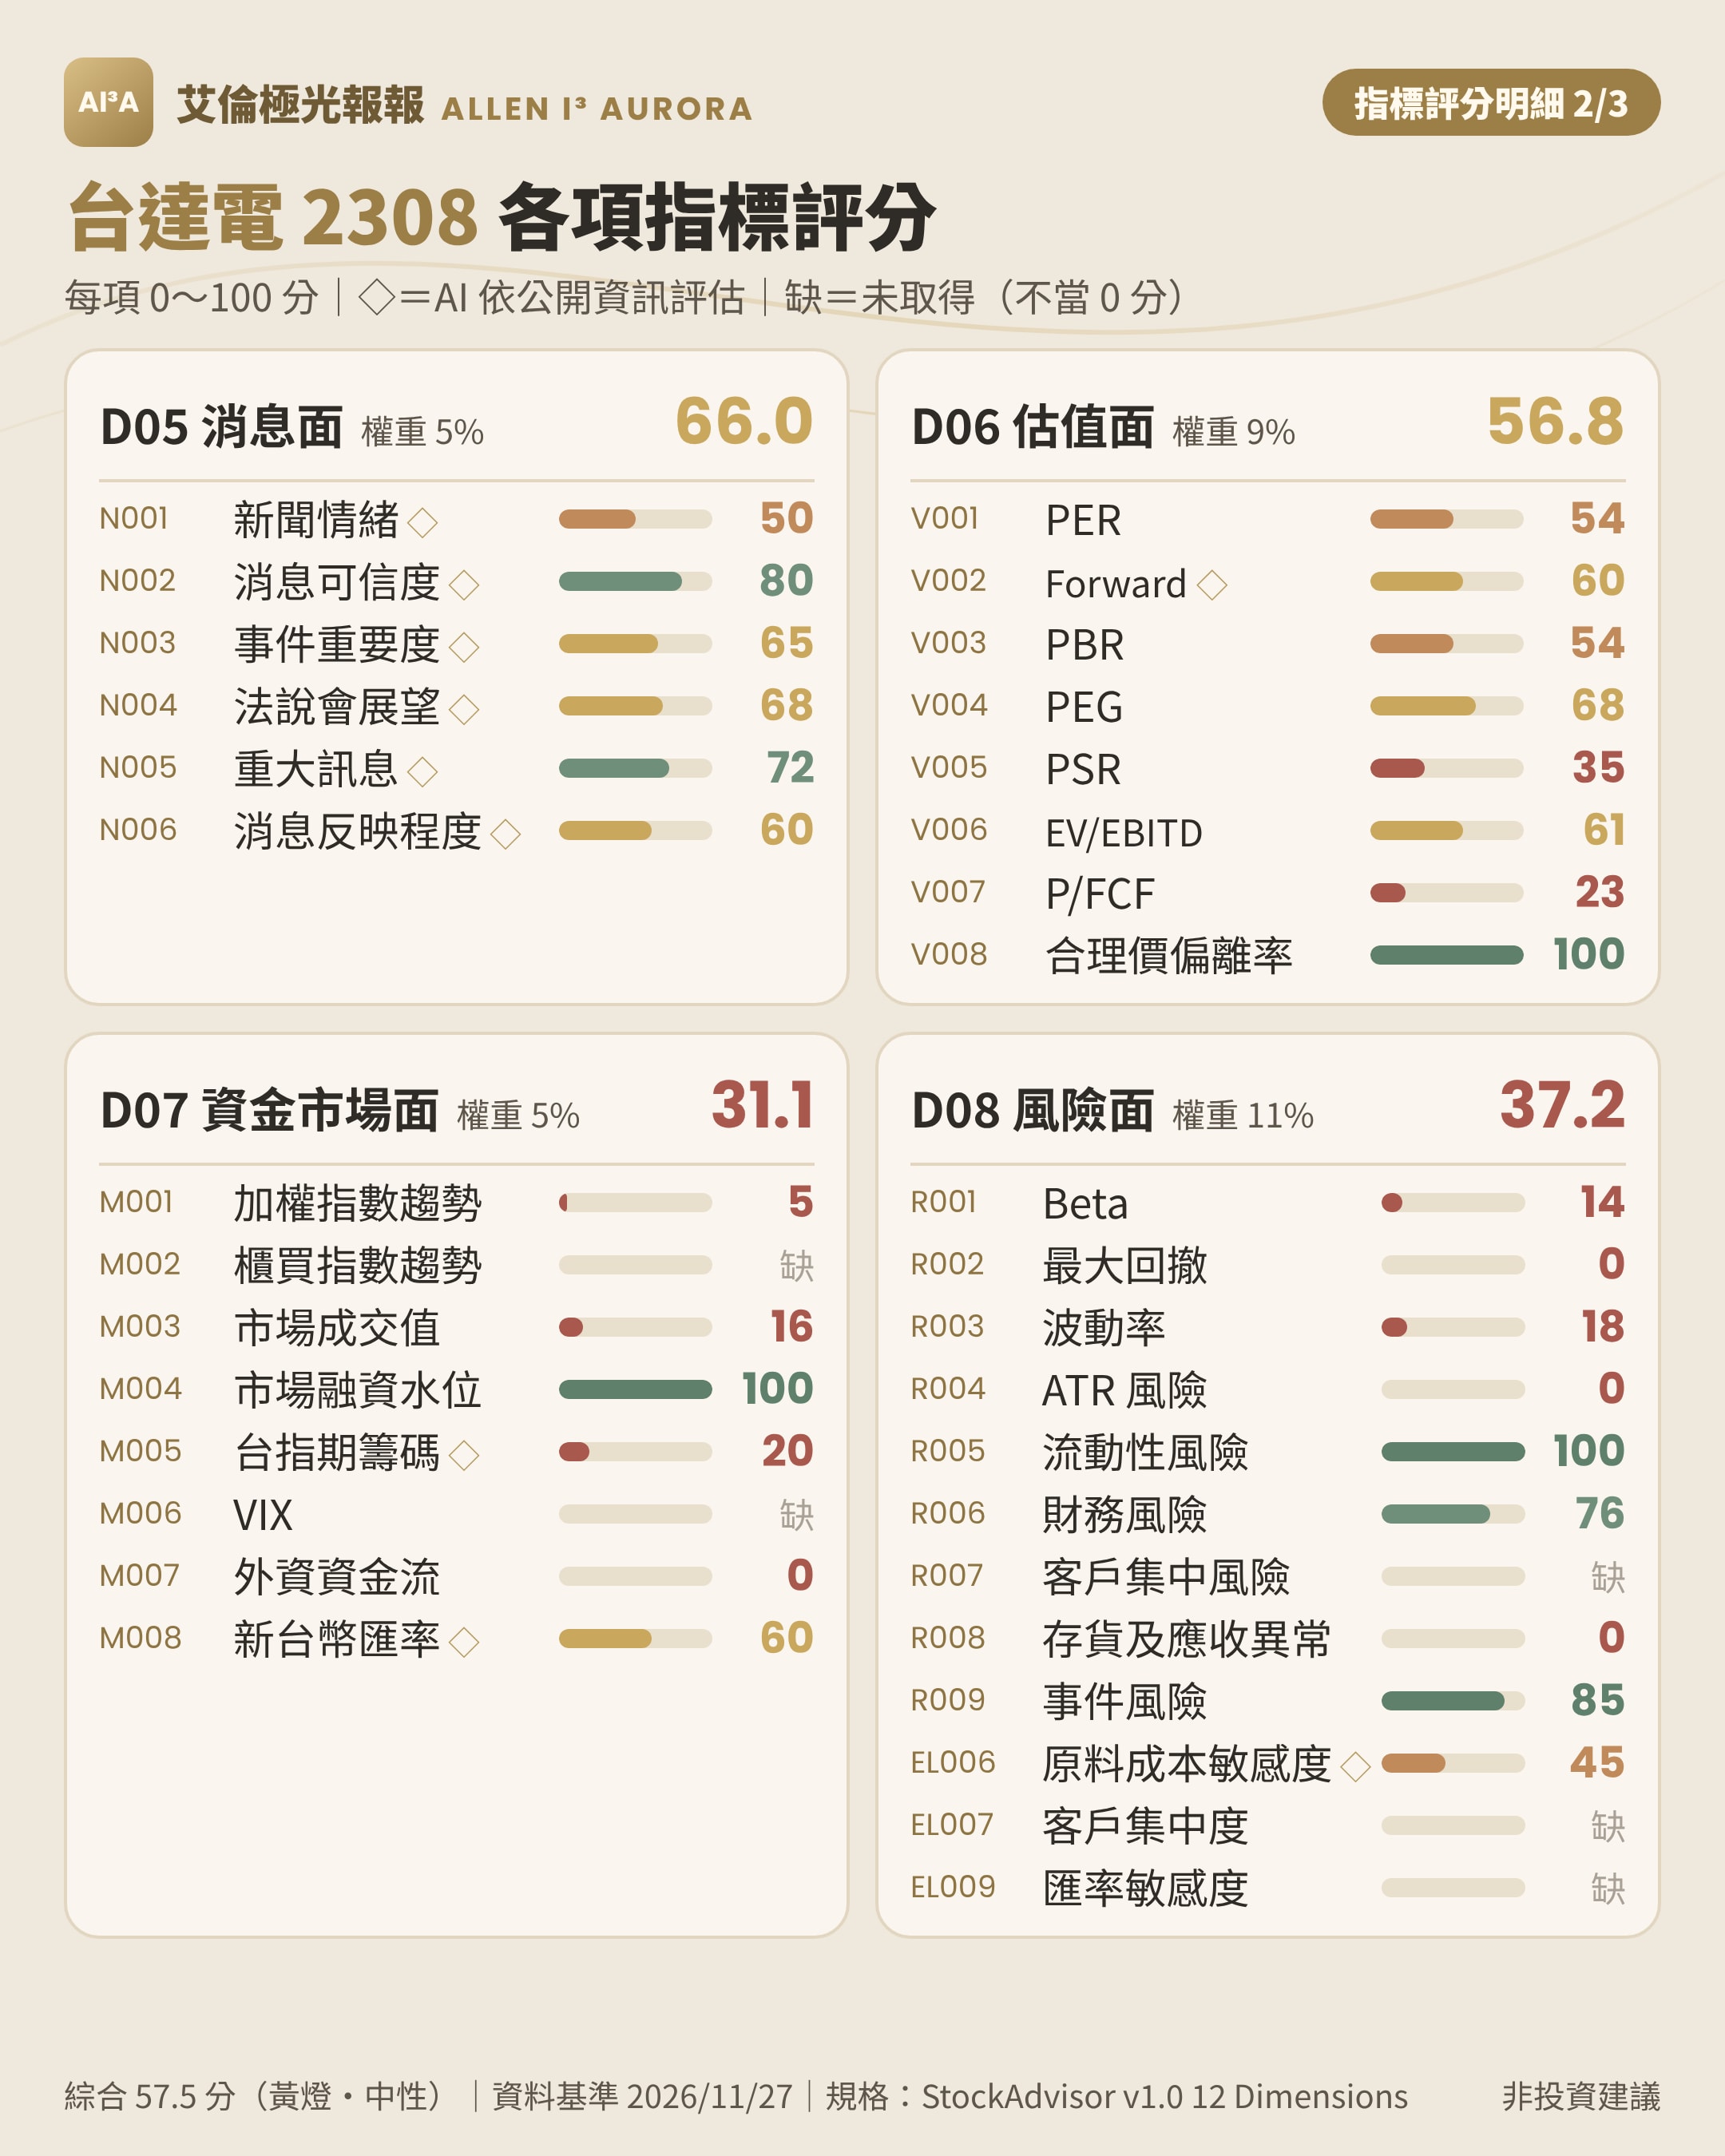 AI³A
艾倫極光報報 ALLEN I³ AURORA
指標評分明細 2/3
台達電 2308 各項指標評分
每項 0～100 分｜◇＝AI 依公開資訊評估｜缺＝未取得（不當 0 分）
D05 消息面 權重 5% 66.0
N001 新聞情緒 ◇ 50
N002 消息可信度 ◇ 80
N003 事件重要度 ◇ 65
N004 法說會展望 ◇ 68
N005 重大訊息 ◇ 72
N006 消息反映程度 ◇ 60
D06 估值面 權重 9% 56.8
V001 PER 54
V002 Forward ◇ 60
V003 PBR 54
V004 PEG 68
V005 PSR 35
V006 EV/EBITD 61
V007 P/FCF 23
V008 合理價偏離率 100
D07 資金市場面 權重 5% 31.1
M001 加權指數趨勢 5
M002 櫃買指數趨勢 缺
M003 市場成交值 16
M004 市場融資水位 100
M005 台指期籌碼 ◇ 20
M006 VIX 缺
M007 外資資金流 0
M008 新台幣匯率 ◇ 60
D08 風險面 權重 11% 37.2
R001 Beta 14
R002 最大回撤 0
R003 波動率 18
R004 ATR 風險 0
R005 流動性風險 100
R006 財務風險 76
R007 客戶集中風險 缺
R008 存貨及應收異常 0
R009 事件風險 85
EL006 原料成本敏感度 ◇ 45
EL007 客戶集中度 缺
EL009 匯率敏感度 缺
綜合 57.5 分（黃燈・中性）｜資料基準 2026/11/27｜規格：StockAdvisor v1.0 12 Dimensions
非投資建議